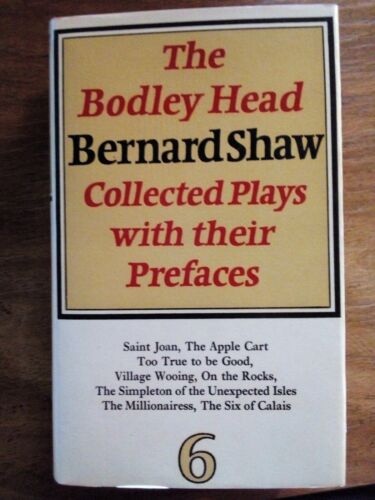 The
Bodley Head
Bernard Shaw
Collected Plays
with their
Prefaces
Saint Joan, The Apple Cart
Too True to be Good,
Village Wooing, On the Rocks,
The Simpleton of the Unexpected Isles
The Millionairess, The Six of Calais
6